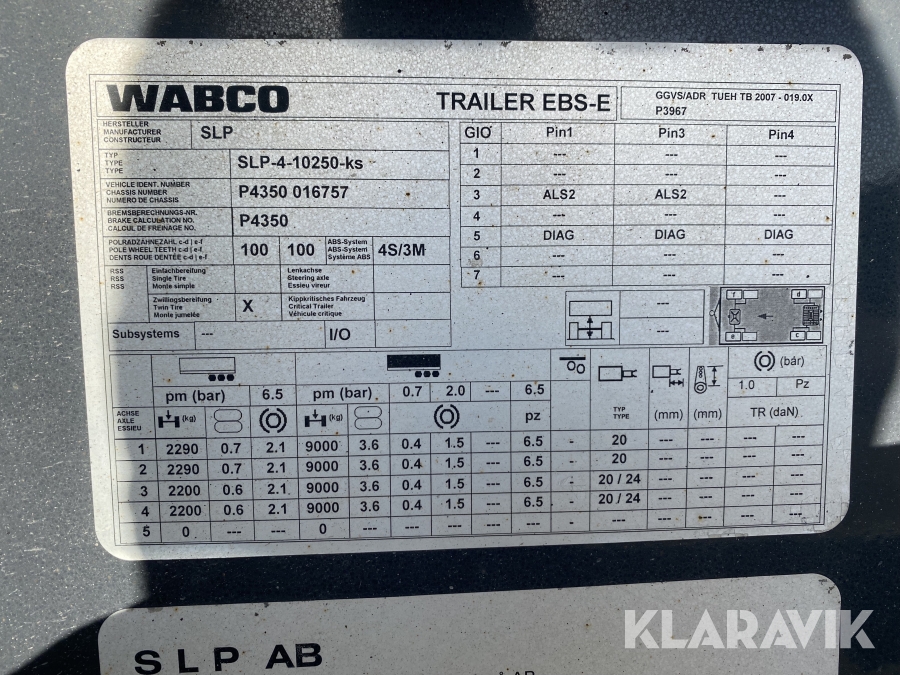 WABCO TRAILER EBS-E GGVS/ADR TUEH TB 2007 - 019.0X
P3967
HERSTELLER
MANUFACTURER
CONSTRUCTEUR
SLP
TYP
TYPE
TYPE
SLP-4-10250-ks
VEHICLE IDENT. NUMBER
CHASSIS NUMBER
NUMERO DE CHASSIS
P4350 016757
BREMSBERECHNUNGS-NR.
BRAKE CALCULATION NO.
CALCUL DE FREINAGE NO.
P4350
POLRADZÄHNEZAHL c-d | e-f
POLE WHEEL TEETH c-d | e-f
DENTS ROUE DENTÉE c-d | e-f
100 100
ABS-System
ABS-System
Système ABS
4S/3M
RSS Einfachbereifung
RSS Single Tire
RSS Monte simple
Lenkachse
Steering axle
Essieu vireur
Zwillingsbereifung
Twin Tire
Monte jumelée
X
Kippkritisches Fahrzeug
Critical Trailer
Véhicule critique
Subsystems --- I/O
GIO Pin1 Pin3 Pin4
1 --- --- ---
2 --- --- ---
3 ALS2 ALS2 ---
4 --- --- ---
5 DIAG DIAG DIAG
6 --- --- ---
7 --- --- ---
---
---
f d
e c
pm (bar) 6.5 pm (bar) 0.7 2.0 --- 6.5
(bar)
1.0 Pz
ACHSE
AXLE
ESSIEU
(kg) (kg) pz
TYP
TYPE
(mm) (mm) TR (daN)
1 2290 0.7 2.1 9000 3.6 0.4 1.5 --- 6.5 - 20 --- --- --- ---
2 2290 0.7 2.1 9000 3.6 0.4 1.5 --- 6.5 - 20 --- --- --- ---
3 2200 0.6 2.1 9000 3.6 0.4 1.5 --- 6.5 - 20 / 24 --- --- --- ---
4 2200 0.6 2.1 9000 3.6 0.4 1.5 --- 6.5 - 20 / 24 --- --- --- ---
5 0 --- --- 0 --- --- --- --- --- - --- --- --- --- ---
SLP AB
KLARAVIK